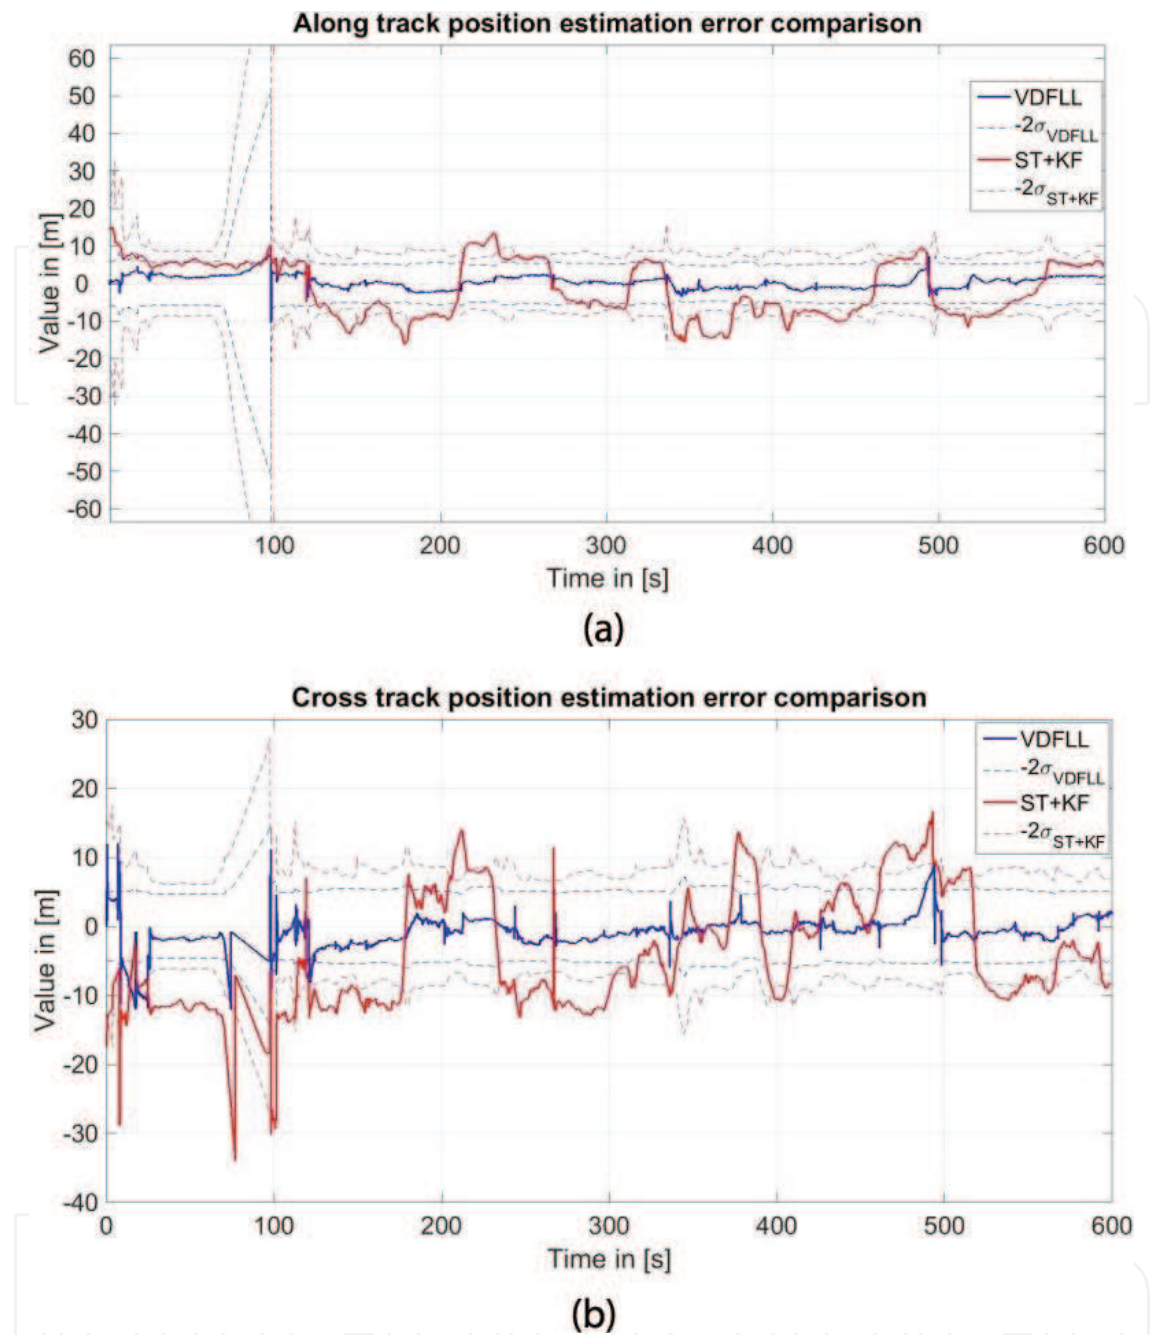 Along track position estimation error comparison
60
50
40
30
20
10
0
-10
-20
-30
-40
-50
-60
Value in [m]
VDFLL
-2σVDFLL
ST+KF
-2σST+KF
100 200 300 400 500 600
Time in [s]
(a)
Cross track position estimation error comparison
30
20
10
0
-10
-20
-30
-40
Value in [m]
VDFLL
-2σVDFLL
ST+KF
-2σST+KF
0 100 200 300 400 500 600
Time in [s]
(b)